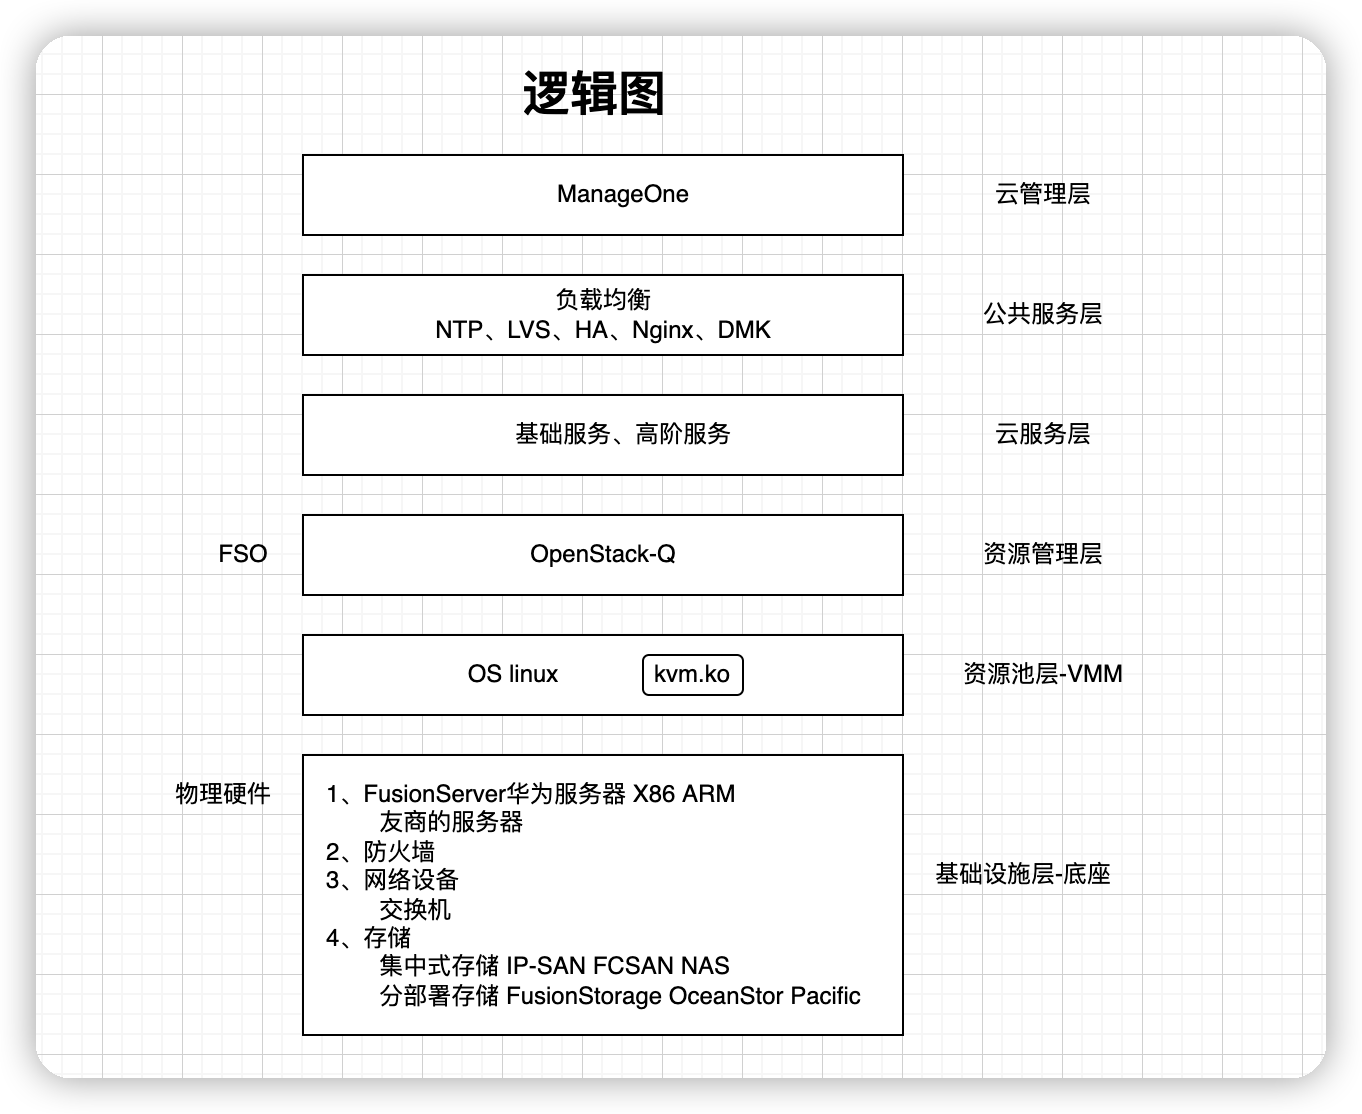 逻辑图
ManageOne
云管理层
负载均衡
NTP、LVS、HA、Nginx、DMK
公共服务层
基础服务、高阶服务
云服务层
FSO
OpenStack-Q
资源管理层
OS linux
kvm.ko
资源池层-VMM
物理硬件
1、FusionServer华为服务器 X86 ARM
友商的服务器
2、防火墙
3、网络设备
交换机
4、存储
集中式存储 IP-SAN FCSAN NAS
分部署存储 FusionStorage OceanStor Pacific
基础设施层-底座